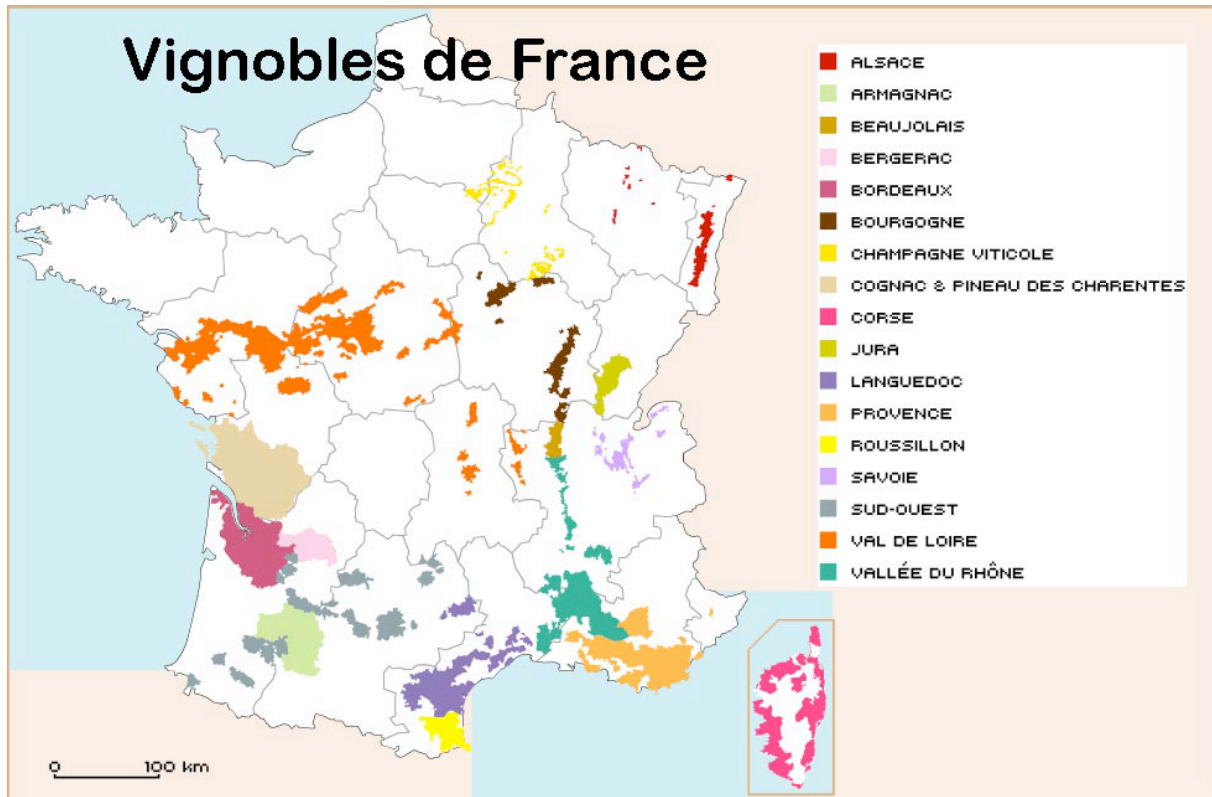 Vignobles de France
ALSACE
ARMAGNAC
BEAUJOLAIS
BERGERAC
BORDEAUX
BOURGOGNE
CHAMPAGNE VITICOLE
COGNAC & PINEAU DES CHARENTES
CORSE
JURA
LANGUEDOC
PROVENCE
ROUSSILLON
SAVOIE
SUD-OUEST
VAL DE LOIRE
VALLÉE DU RHÔNE
0 100 km